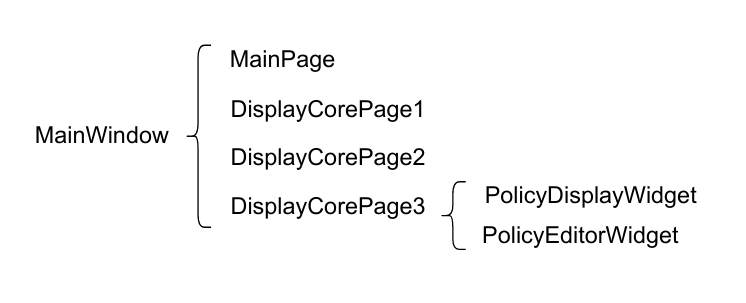 MainWindow
MainPage
DisplayCorePage1
DisplayCorePage2
DisplayCorePage3
PolicyDisplayWidget
PolicyEditorWidget